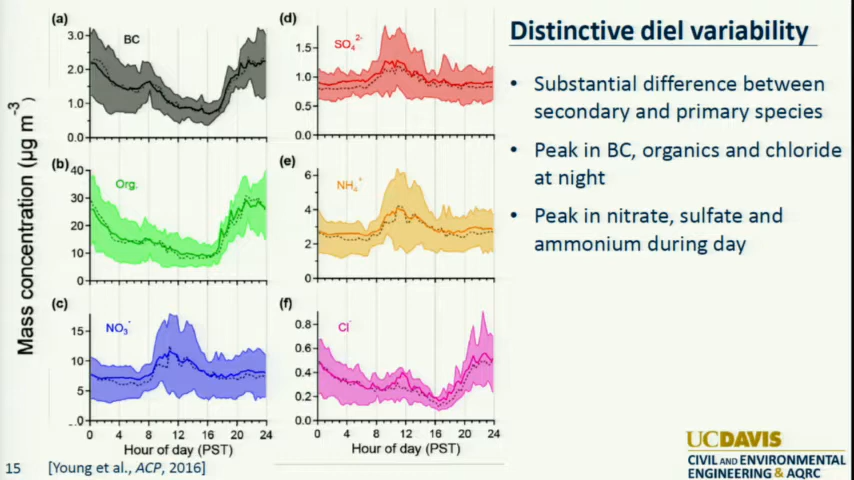 Distinctive diel variability
• Substantial difference between
secondary and primary species
• Peak in BC, organics and chloride
at night
• Peak in nitrate, sulfate and
ammonium during day
Mass concentration (µg m⁻³)
(a)
BC
3.0
2.0
1.0
0.0
(b)
Org.
40
30
20
10
0
(c)
NO₃⁻
15
10
5
0
0 4 8 12 16 20 24
Hour of day (PST)
(d)
SO₄²⁻
1.5
1.0
0.5
0.0
(e)
NH₄⁺
6
4
2
0
(f)
Cl⁻
0.8
0.6
0.4
0.2
0.0
0 4 8 12 16 20 24
Hour of day (PST)
15 [Young et al., ACP, 2016]
UCDAVIS
CIVIL AND ENVIRONMENTAL
ENGINEERING & AQRC